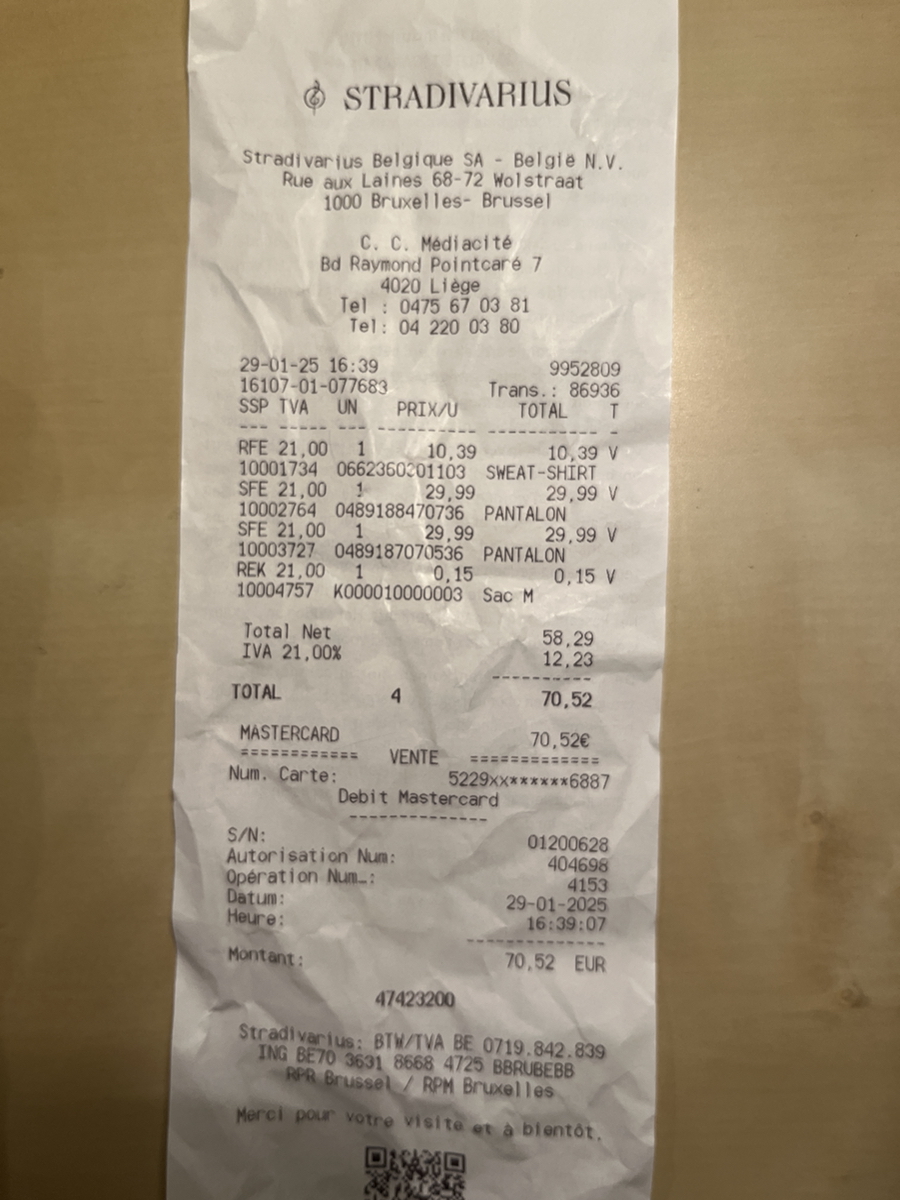 STRADIVARIUS
Stradivarius Belgique SA - België N.V.
Rue aux Laines 68-72 Wolstraat
1000 Bruxelles- Brussel
C. C. Médiacité
Bd Raymond Pointcaré 7
4020 Liège
Tel : 0475 67 03 81
Tel: 04 220 03 80
29-01-25 16:39 9952809
16107-01-077683 Trans.: 86936
SSP TVA UN PRIX/U TOTAL T
--- ----- --- ---------- ----------- -
RFE 21,00 1 10,39 10,39 V
10001734 0662360201103 SWEAT-SHIRT
SFE 21,00 1 29,99 29,99 V
10002764 0489188470736 PANTALON
SFE 21,00 1 29,99 29,99 V
10003727 0489187070536 PANTALON
REK 21,00 1 0,15 0,15 V
10004757 K000010000003 Sac M
Total Net 58,29
IVA 21,00% 12,23
----------
TOTAL 4 70,52
MASTERCARD 70,52€
============ VENTE =============
Num. Carte: 5229xx******6887
Debit Mastercard
--------------
S/N: 01200628
Autorisation Num: 404698
Opération Num_: 4153
Datum: 29-01-2025
Heure: 16:39:07
--------------
Montant: 70,52 EUR
47423200
Stradivarius: BTW/TVA BE 0719.842.839
ING BE70 3631 8668 4725 BBRUBEBB
RPR Brussel / RPM Bruxelles
Merci pour votre visite et à bientôt.